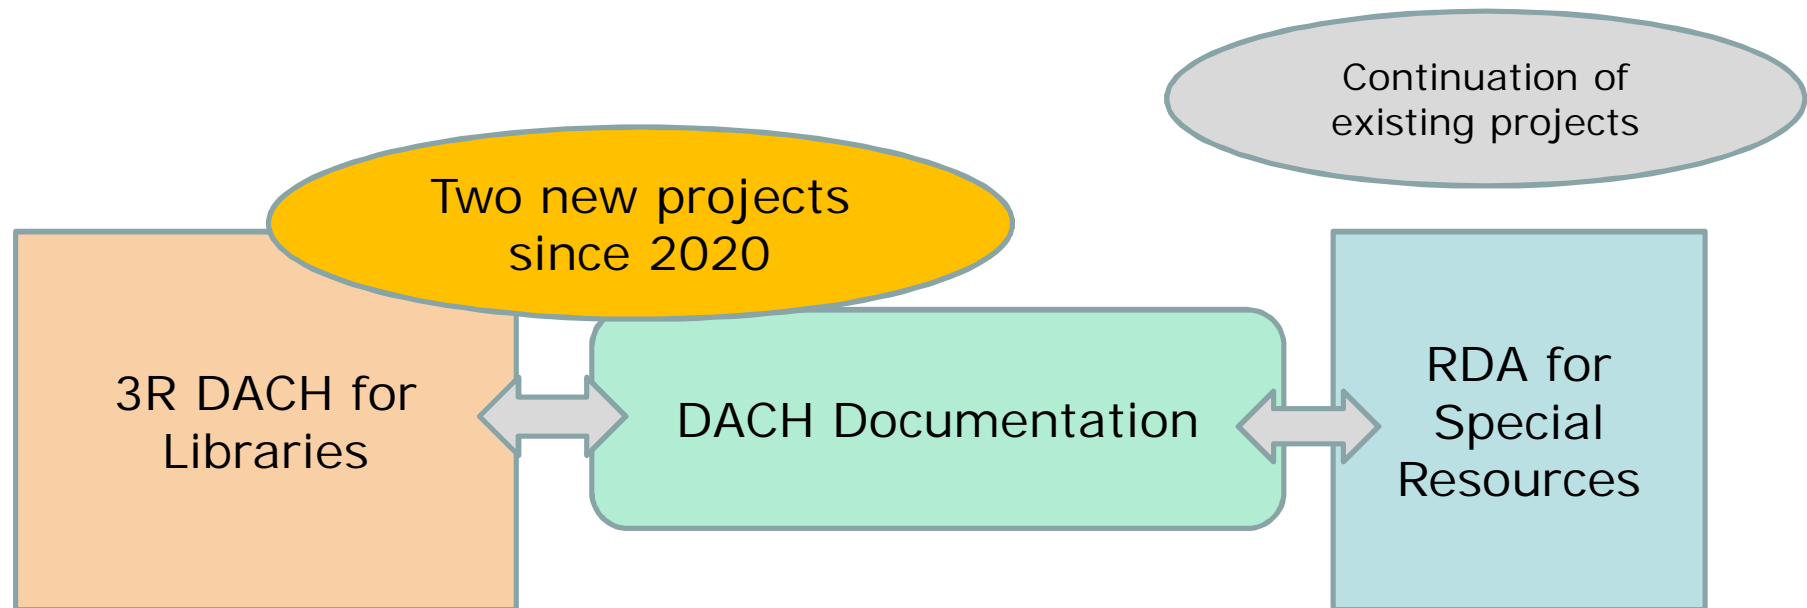 Continuation of
existing projects
Two new projects
since 2020
3R DACH for
Libraries
DACH Documentation
RDA for
Special
Resources